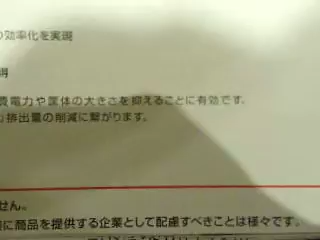 の効率化を実現
費電力や筐体の大きさを抑えることに有効です。
排出量の削減に繋がります。
せん。
に商品を提供する企業として配慮すべきことは様々です。